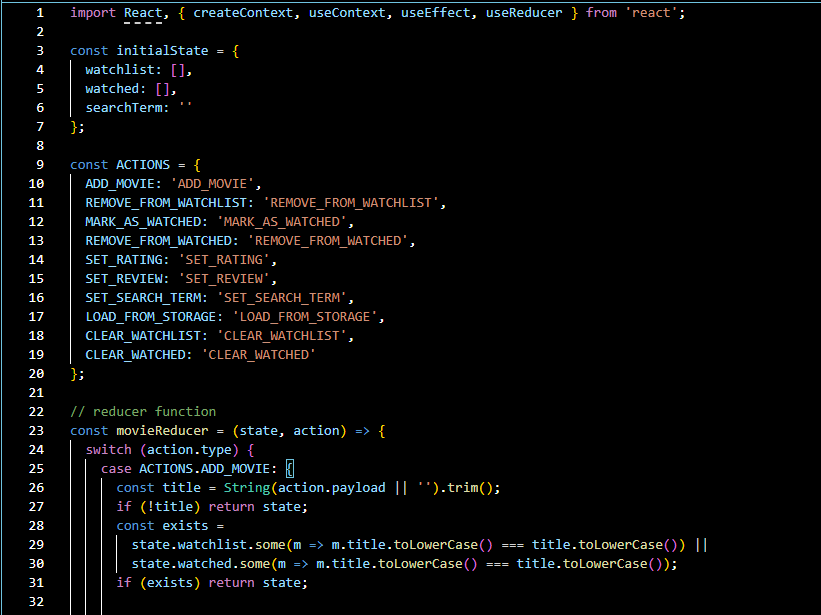 1 import React, { createContext, useContext, useEffect, useReducer } from 'react';
2
3 const initialState = {
4   watchlist: [],
5   watched: [],
6   searchTerm: ''
7 };
8
9 const ACTIONS = {
10   ADD_MOVIE: 'ADD_MOVIE',
11   REMOVE_FROM_WATCHLIST: 'REMOVE_FROM_WATCHLIST',
12   MARK_AS_WATCHED: 'MARK_AS_WATCHED',
13   REMOVE_FROM_WATCHED: 'REMOVE_FROM_WATCHED',
14   SET_RATING: 'SET_RATING',
15   SET_REVIEW: 'SET_REVIEW',
16   SET_SEARCH_TERM: 'SET_SEARCH_TERM',
17   LOAD_FROM_STORAGE: 'LOAD_FROM_STORAGE',
18   CLEAR_WATCHLIST: 'CLEAR_WATCHLIST',
19   CLEAR_WATCHED: 'CLEAR_WATCHED'
20 };
21
22 // reducer function
23 const movieReducer = (state, action) => {
24   switch (action.type) {
25     case ACTIONS.ADD_MOVIE: {
26       const title = String(action.payload || '').trim();
27       if (!title) return state;
28       const exists =
29         state.watchlist.some(m => m.title.toLowerCase() === title.toLowerCase()) ||
30         state.watched.some(m => m.title.toLowerCase() === title.toLowerCase());
31       if (exists) return state;
32